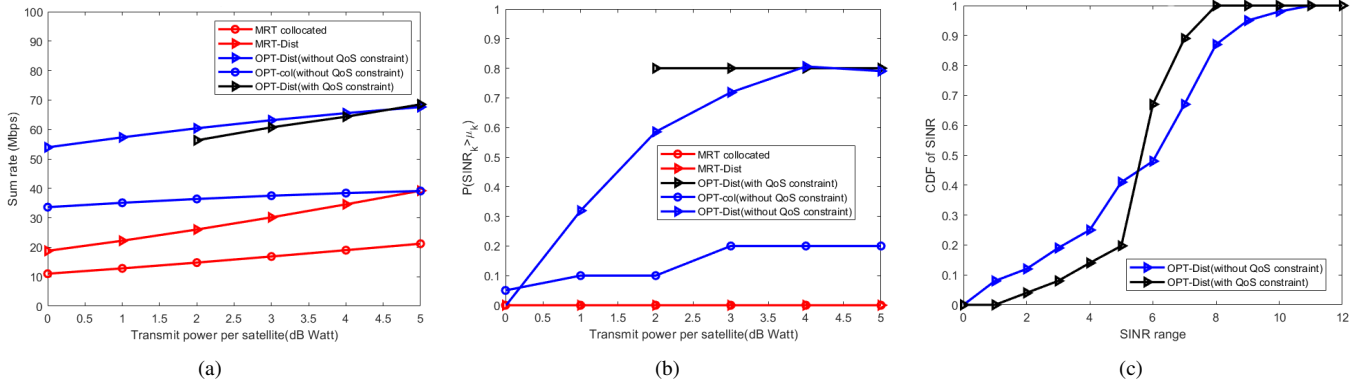 100
90
80
70
60
50
40
30
20
10
0
Sum rate (Mbps)
MRT collocated
MRT-Dist
OPT-Dist(without QoS constraint)
OPT-col(without QoS constraint)
OPT-Dist(with QoS constraint)
0 0.5 1 1.5 2 2.5 3 3.5 4 4.5 5
Transmit power per satellite(dB Watt)
(a)
1
0.9
0.8
0.7
0.6
0.5
0.4
0.3
0.2
0.1
0
P(SINR_k>μ_k)
MRT collocated
MRT-Dist
OPT-Dist(with QoS constraint)
OPT-col(without QoS constraint)
OPT-Dist(without QoS constraint)
0 0.5 1 1.5 2 2.5 3 3.5 4 4.5 5
Transmit power per satellite(dB Watt)
(b)
1
0.9
0.8
0.7
0.6
0.5
0.4
0.3
0.2
0.1
0
CDF of SINR
OPT-Dist(without QoS constraint)
OPT-Dist(with QoS constraint)
0 2 4 6 8 10 12
SINR range
(c)